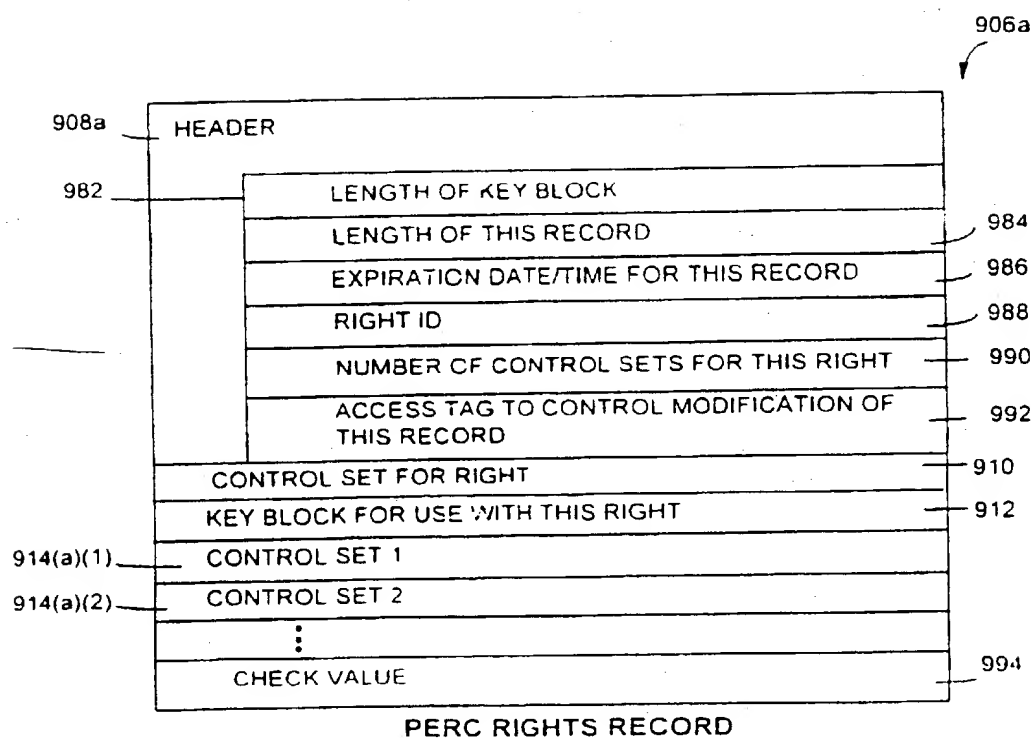 906a
908a
HEADER
982
LENGTH OF KEY BLOCK
LENGTH OF THIS RECORD
984
EXPIRATION DATE/TIME FOR THIS RECORD
986
RIGHT ID
988
NUMBER CF CONTROL SETS FOR THIS RIGHT
990
ACCESS TAG TO CONTROL MODIFICATION OF
THIS RECORD
992
CONTROL SET FOR RIGHT
910
KEY BLOCK FOR USE WITH THIS RIGHT
912
914(a)(1)
CONTROL SET 1
914(a)(2)
CONTROL SET 2
CHECK VALUE
994
PERC RIGHTS RECORD